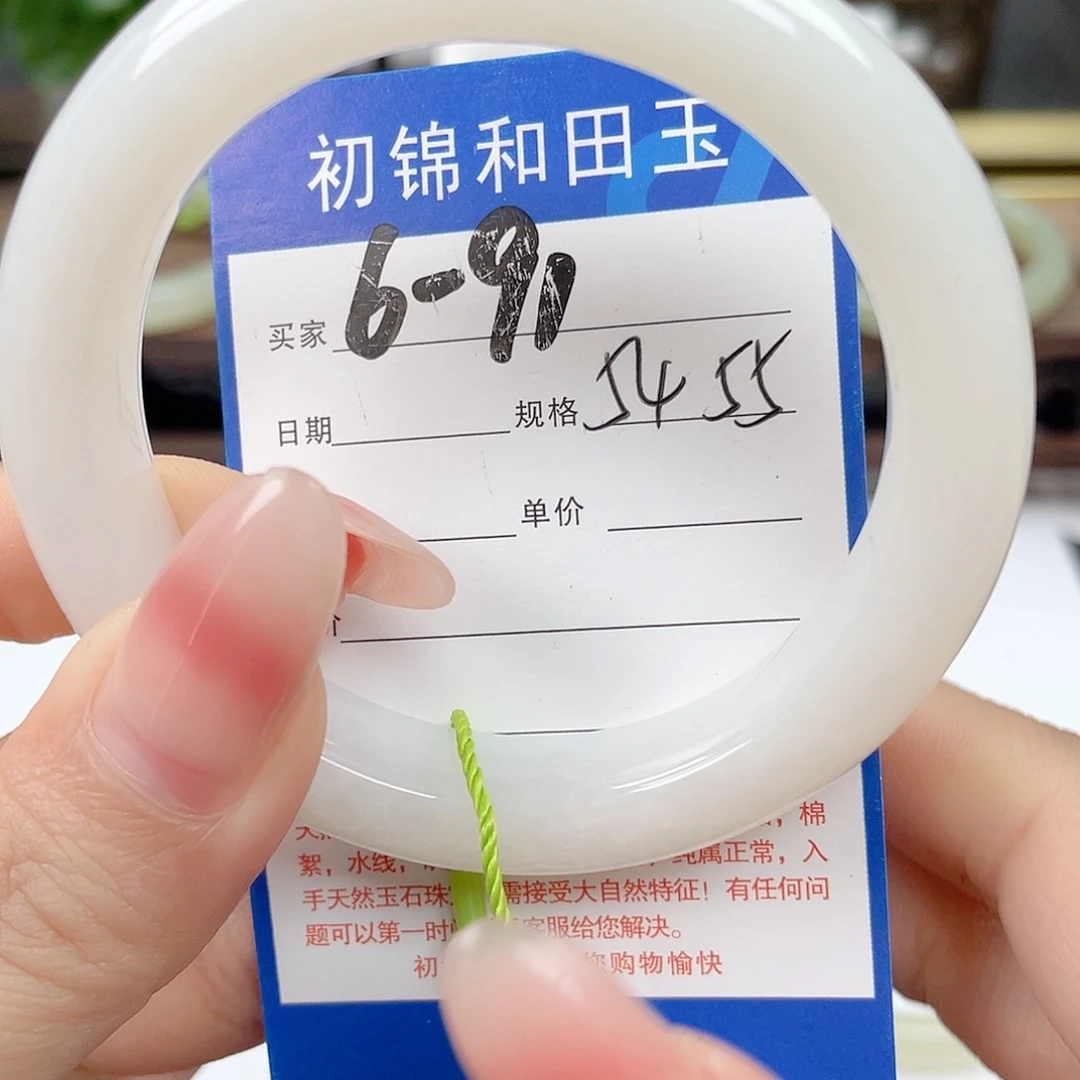 初锦和田玉
买家 6-91
日期 规格 54 55
单价
，棉
絮，水线， 纯属正常，入
手天然玉石珠 需接受大自然特征！有任何问
题可以第一时 客服给您解决。
初 您购物愉快